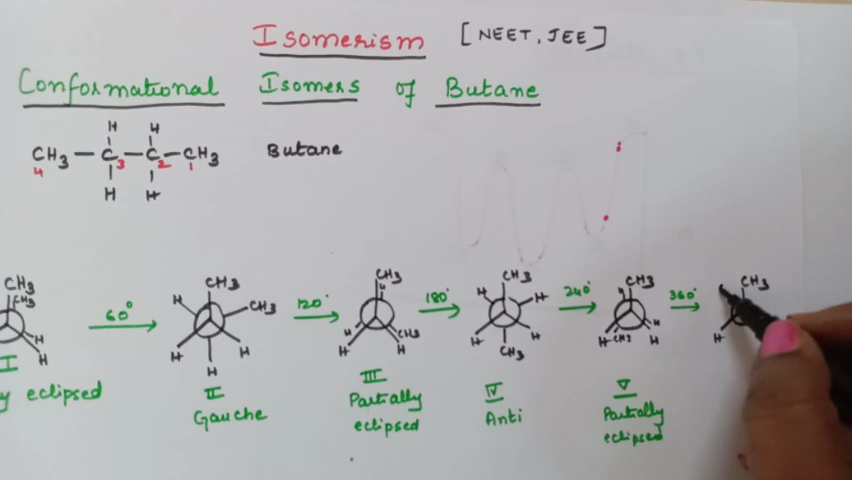 Isomerism [NEET, JEE]
Conformational Isomers of Butane
H H
CH3 — C — C — CH3 Butane
4 3 2 1
H H
CH3 CH3 CH3 CH3 CH3 CH3
CH3 H CH3 H 60° H 120° H 180° H 240° H 360°
H H H H H CH3 H H H H H H
H H H CH3 CH3 H
I II III IV V
y eclipsed Gauche Partially eclipsed Anti Partially eclipsed